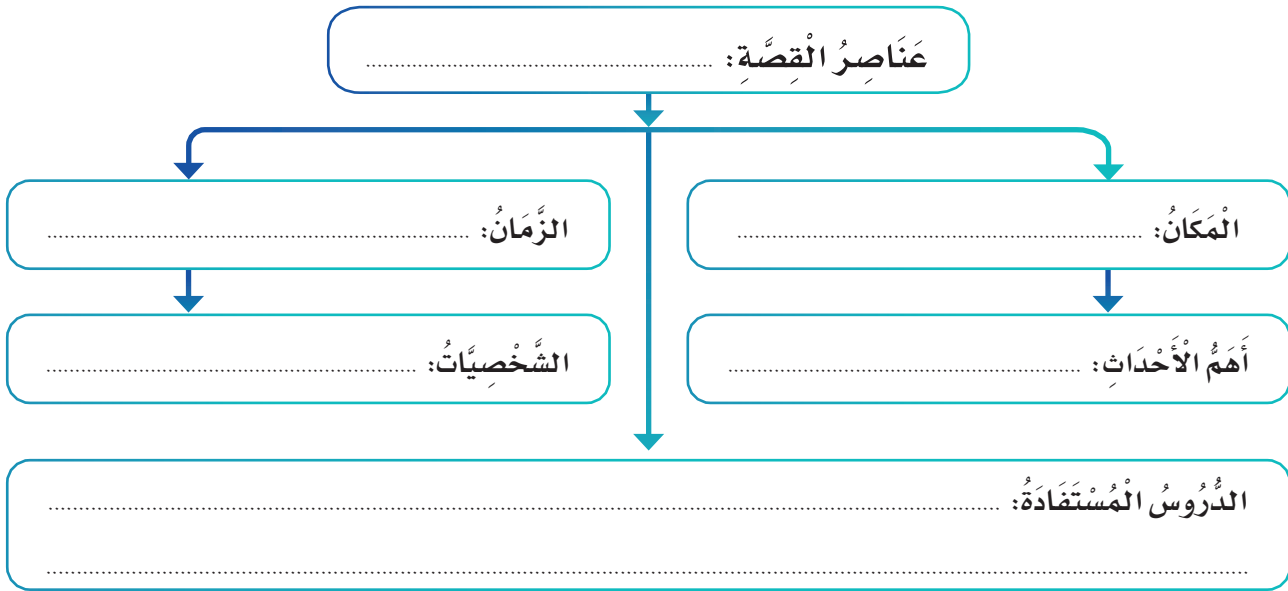 عَنَاصِرُ الْقِصَّةِ: ........................................................
الْمَكَانُ: ........................................................
الزَّمَانُ: ........................................................
أَهَمُّ الْأَحْدَاثِ: ........................................................
الشَّخْصِيَّاتُ: ........................................................
الدُّرُوسُ الْمُسْتَفَادَةُ: ........................................................
........................................................